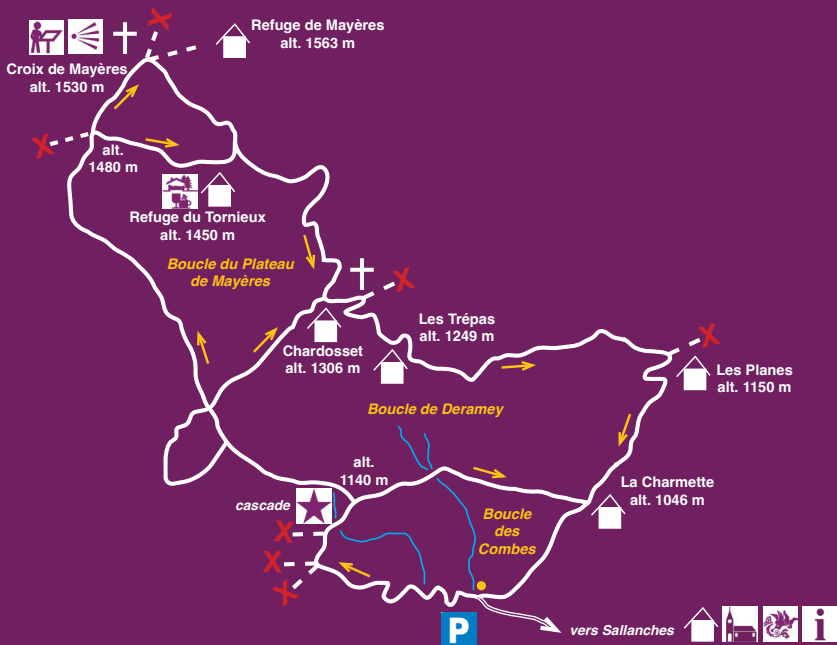 Refuge de Mayères
alt. 1563 m
Croix de Mayères
alt. 1530 m
alt.
1480 m
Refuge du Tornieux
alt. 1450 m
Boucle du Plateau
de Mayères
Les Trépas
alt. 1249 m
Chardosset
alt. 1306 m
Les Planes
alt. 1150 m
Boucle de Deramey
alt.
1140 m
La Charmette
alt. 1046 m
cascade
Boucle
des
Combes
P
vers Sallanches
i